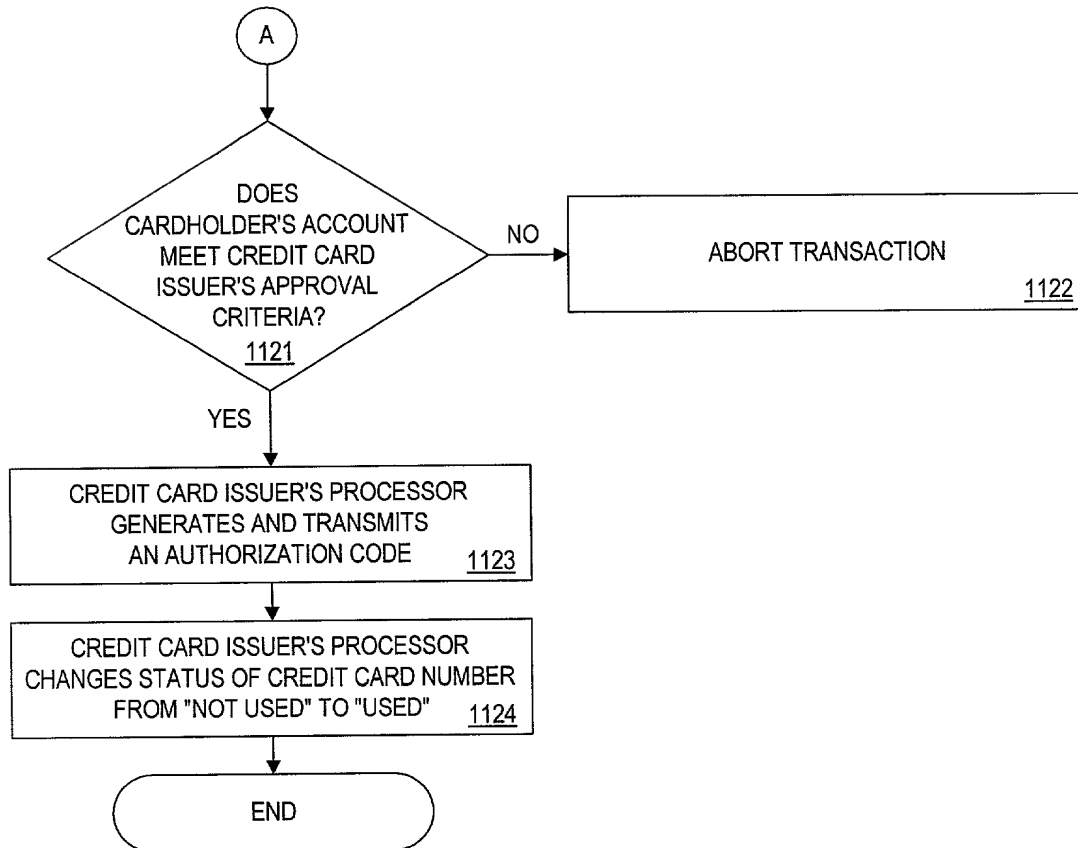 A
DOES
CARDHOLDER'S ACCOUNT
MEET CREDIT CARD
ISSUER'S APPROVAL
CRITERIA?
1121
NO
ABORT TRANSACTION
1122
YES
CREDIT CARD ISSUER'S PROCESSOR
GENERATES AND TRANSMITS
AN AUTHORIZATION CODE
1123
CREDIT CARD ISSUER'S PROCESSOR
CHANGES STATUS OF CREDIT CARD NUMBER
FROM "NOT USED" TO "USED"
1124
END